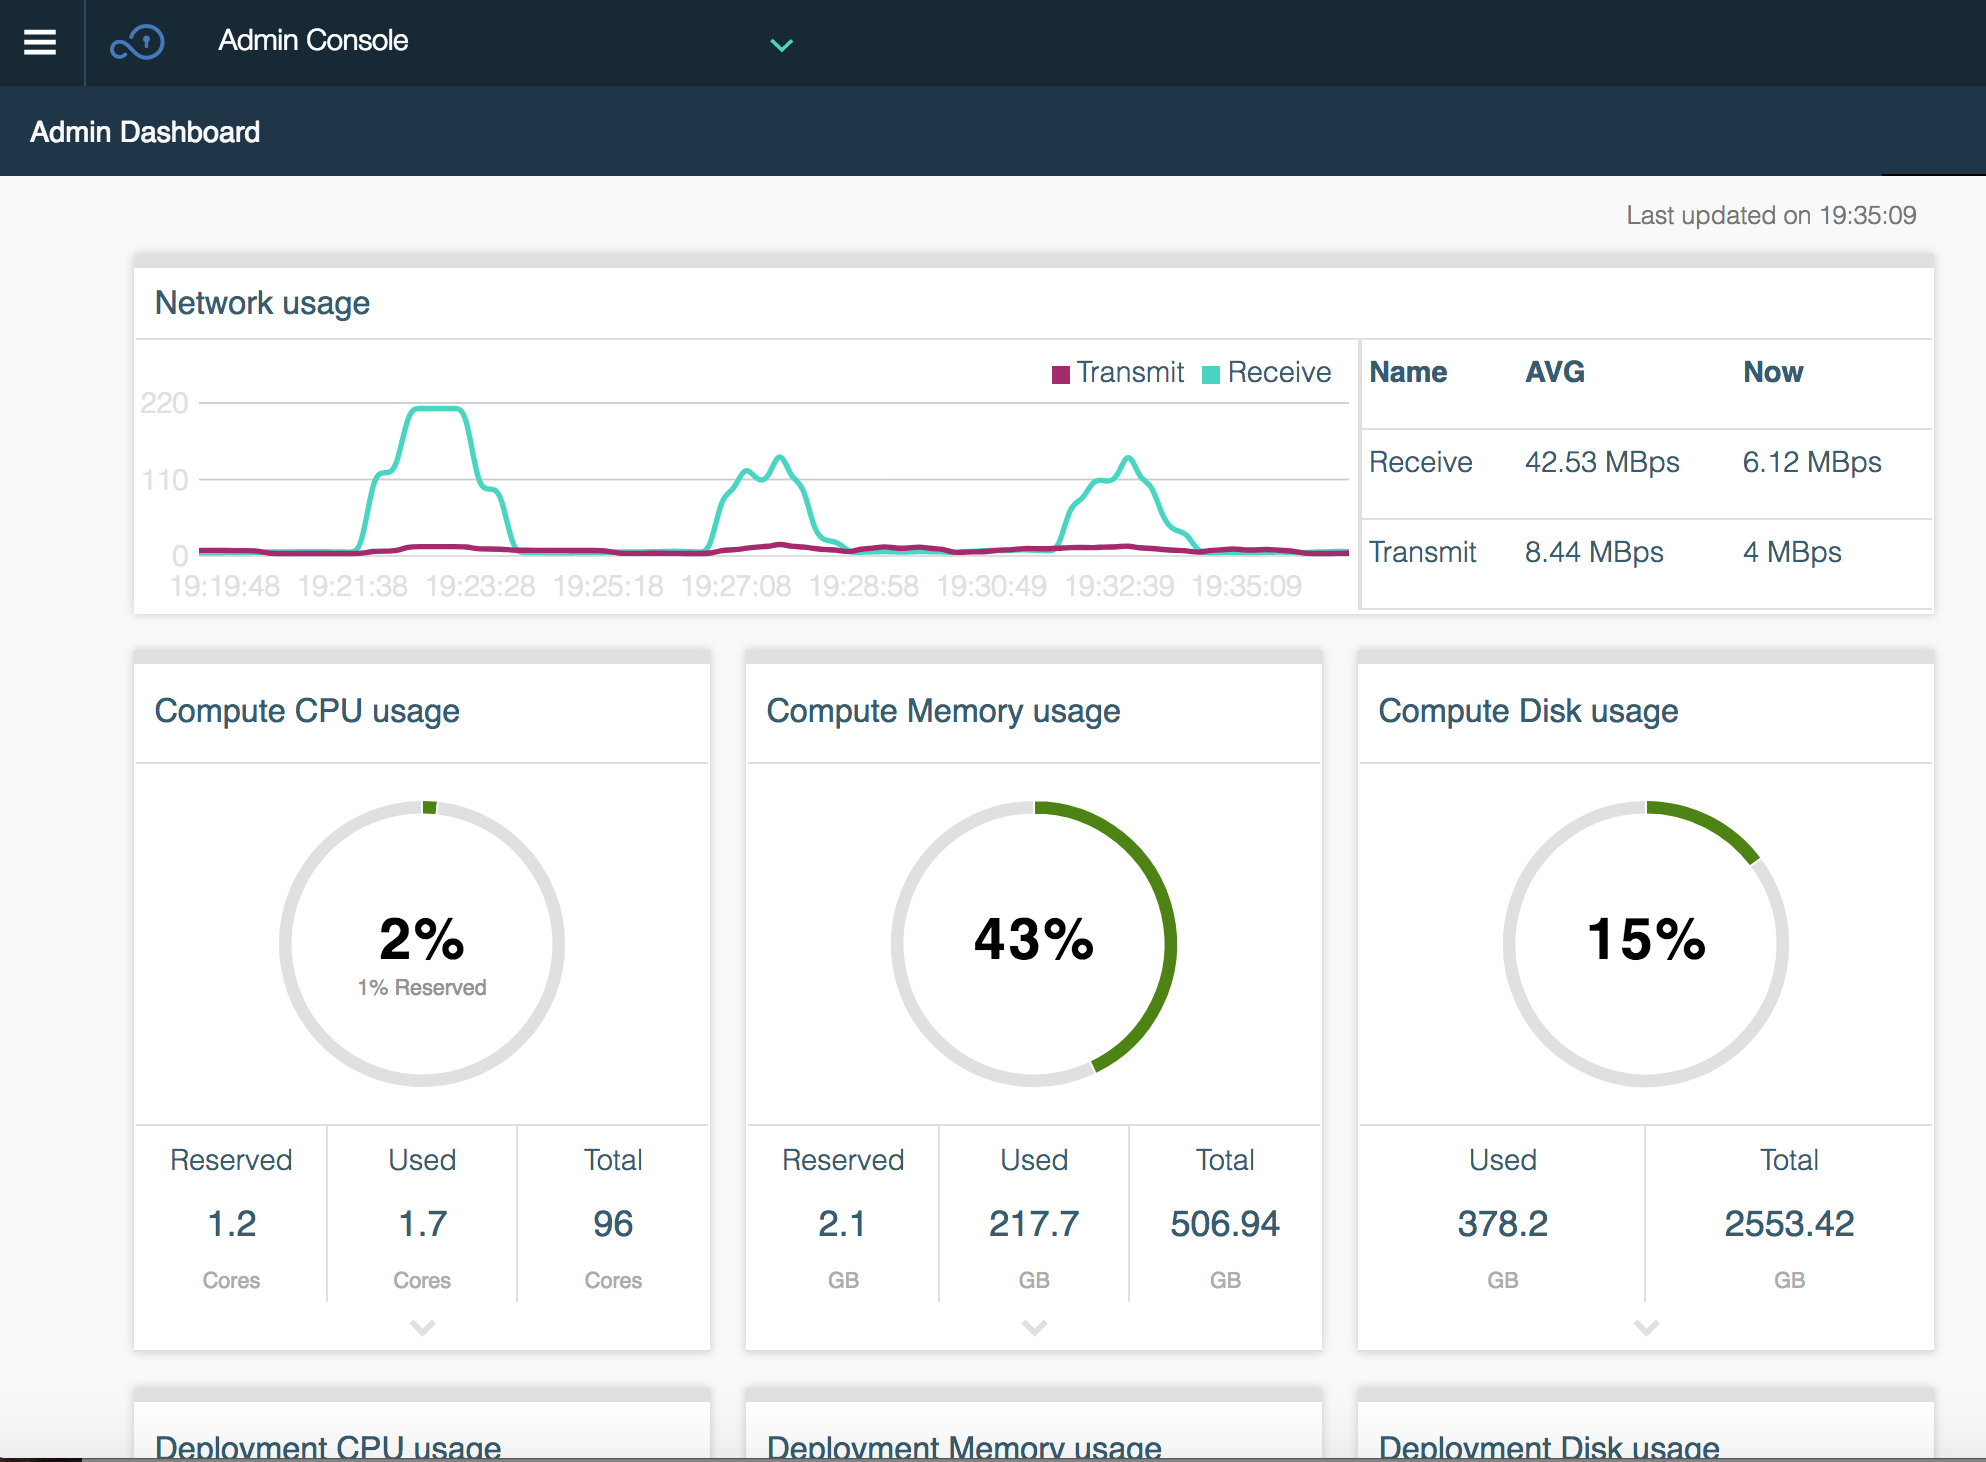 Admin Console
Admin Dashboard
Last updated on 19:35:09
Network usage
Transmit Receive
220
110
0
19:19:48 19:21:38 19:23:28 19:25:18 19:27:08 19:28:58 19:30:49 19:32:39 19:35:09
Name AVG Now
Receive 42.53 MBps 6.12 MBps
Transmit 8.44 MBps 4 MBps
Compute CPU usage
2%
1% Reserved
Reserved Used Total
1.2 1.7 96
Cores Cores Cores
Compute Memory usage
43%
Reserved Used Total
2.1 217.7 506.94
GB GB GB
Compute Disk usage
15%
Used Total
378.2 2553.42
GB GB
Deployment CPU usage
Deployment Memory usage
Deployment Disk usage